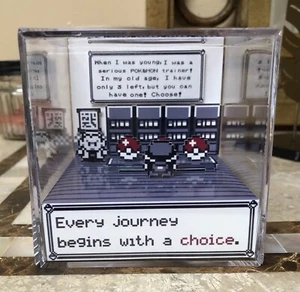 When I was young, I was a
serious POKéMON trainer!
In my old age, I have
only 3 left, but you can
have one! Choose!
Every journey
begins with a choice.